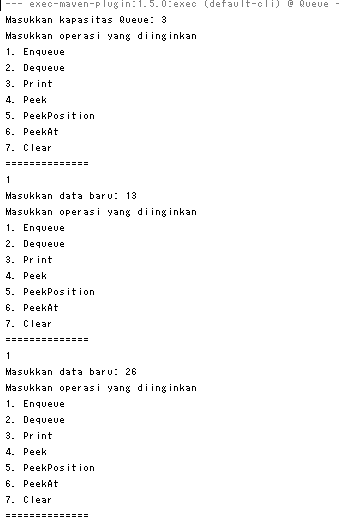 --- exec-maven-plugin:1.5.0:exec (default-cli) @ Queue -
Masukkan kapasitas Queue: 3
Masukkan operasi yang diinginkan
1. Enqueue
2. Dequeue
3. Print
4. Peek
5. PeekPosition
6. PeekAt
7. Clear
==============
1
Masukkan data baru: 13
Masukkan operasi yang diinginkan
1. Enqueue
2. Dequeue
3. Print
4. Peek
5. PeekPosition
6. PeekAt
7. Clear
==============
1
Masukkan data baru: 26
Masukkan operasi yang diinginkan
1. Enqueue
2. Dequeue
3. Print
4. Peek
5. PeekPosition
6. PeekAt
7. Clear
==============